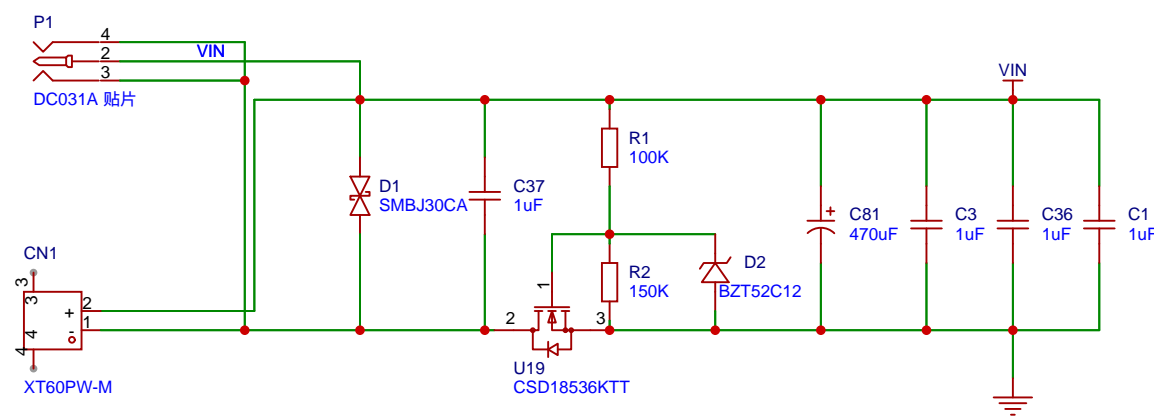 P1
4
2
VIN
3
DC031A 贴片
VIN
R1
100K
D1
SMBJ30CA
C37
1uF
C81
470uF
C3
1uF
C36
1uF
C1
1uF
CN1
3
3
+
2
-
1
4
4
XT60PW-M
1
2
3
R2
150K
D2
BZT52C12
U19
CSD18536KTT
+